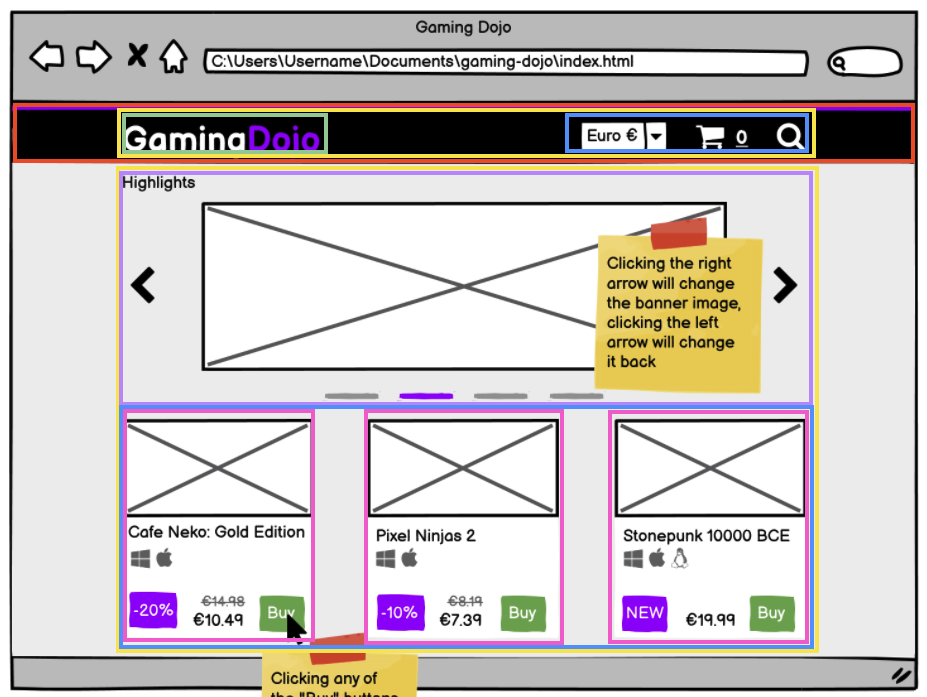 Gaming Dojo
C:\Users\Username\Documents\gaming-dojo\index.html
GamingDojo
Euro €
0
Highlights
Clicking the right
arrow will change
the banner image,
clicking the left
arrow will change
it back
Cafe Neko: Gold Edition
-20%
€14.98
€10.49
Buy
Pixel Ninjas 2
-10%
€8.19
€7.39
Buy
Stonepunk 10000 BCE
NEW
€19.99
Buy
Clicking any of
the "Buy" buttons